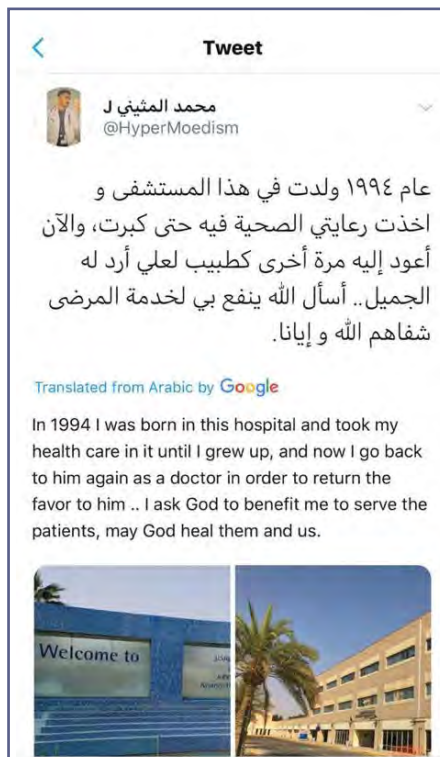 Tweet
محمد المثيني J
@HyperMoedism
عام ١٩٩٤ ولدت في هذا المستشفى و
اخذت رعايتي الصحية فيه حتى كبرت، والآن
أعود إليه مرة أخرى كطبيب لعلي أرد له
الجميل.. أسأل الله ينفع بي لخدمة المرضى
شفاهم الله و إيانا.
Translated from Arabic by Google
In 1994 I was born in this hospital and took my
health care in it until I grew up, and now I go back
to him again as a doctor in order to return the
favor to him .. I ask God to benefit me to serve the
patients, may God heal them and us.
Welcome to